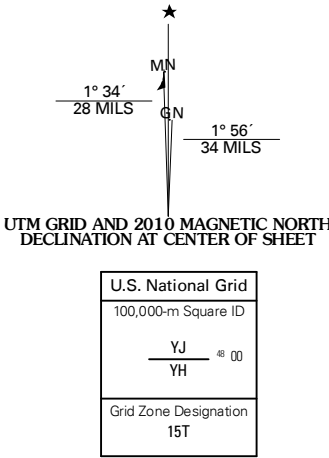 MN
1° 34´
28 MILS
GN
1° 56´
34 MILS
UTM GRID AND 2010 MAGNETIC NORTH
DECLINATION AT CENTER OF SHEET
U.S. National Grid
100,000-m Square ID
YJ
48 00
YH
Grid Zone Designation
15T